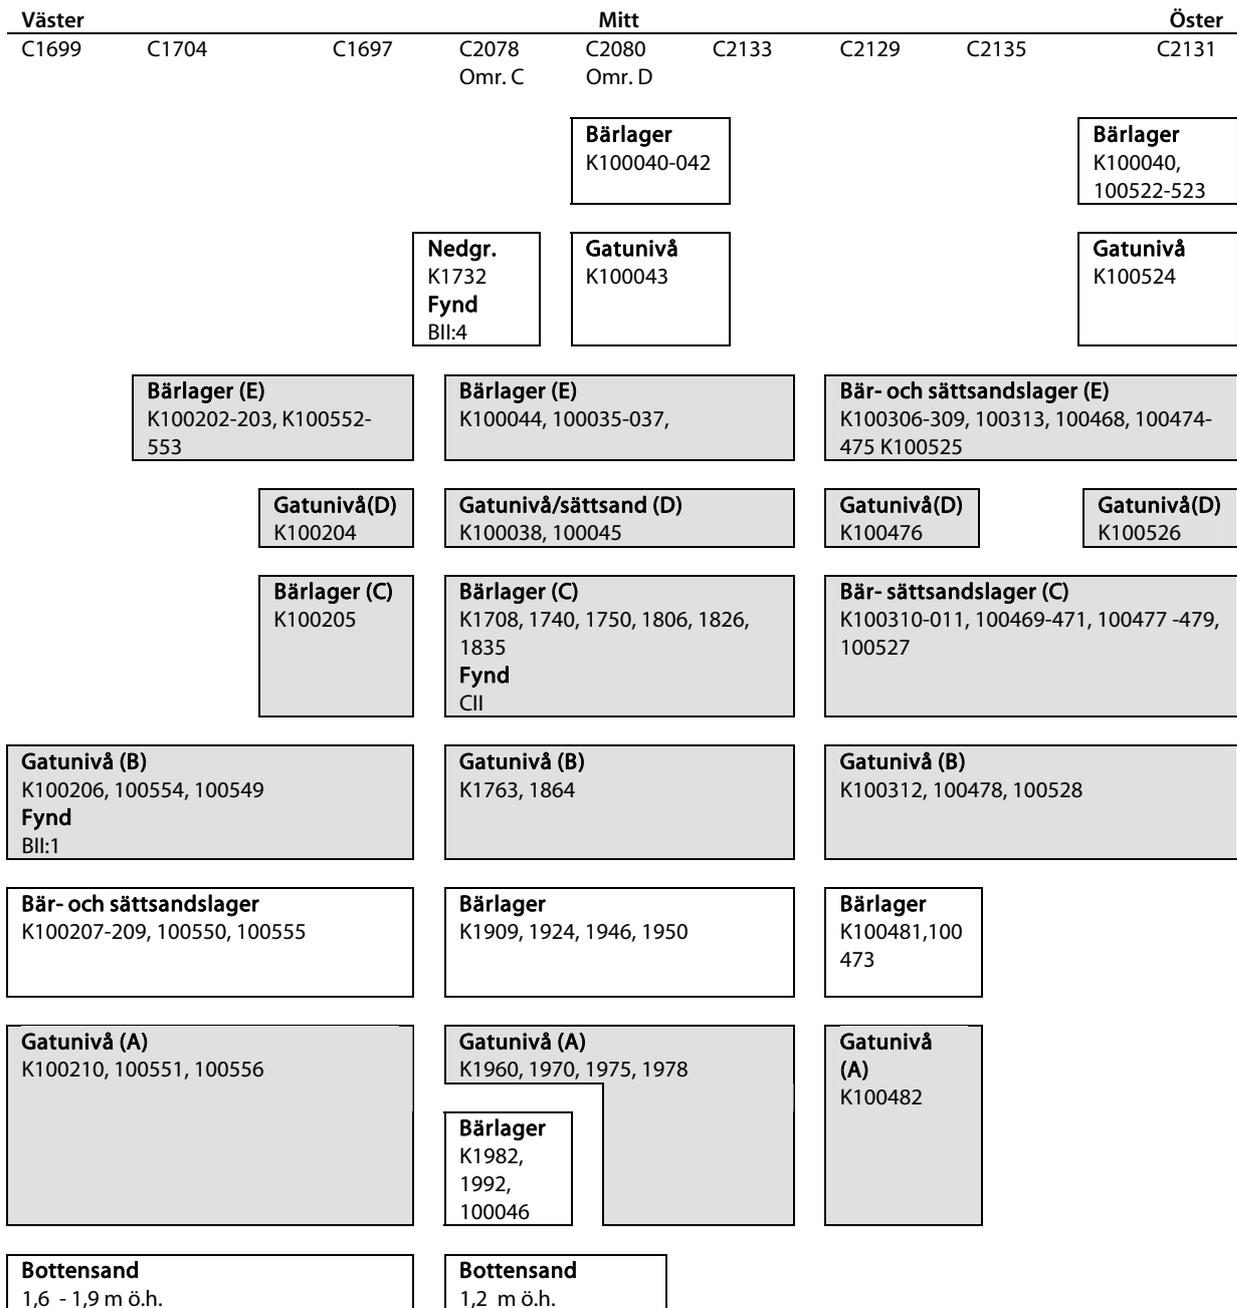 Väster Mitt Öster
C1699 C1704 C1697 C2078 C2080 C2133 C2129 C2135 C2131
Omr. C Omr. D
Bärlager
K100040-042
Bärlager
K100040,
100522-523
Nedgr.
K1732
Fynd
BII:4
Gatunivå
K100043
Gatunivå
K100524
Bärlager (E)
K100202-203, K100552-
553
Bärlager (E)
K100044, 100035-037,
Bär- och sättsandslager (E)
K100306-309, 100313, 100468, 100474-
475 K100525
Gatunivå(D)
K100204
Gatunivå/sättsand (D)
K100038, 100045
Gatunivå(D)
K100476
Gatunivå(D)
K100526
Bärlager (C)
K100205
Bärlager (C)
K1708, 1740, 1750, 1806, 1826,
1835
Fynd
CII
Bär- sättsandslager (C)
K100310-011, 100469-471, 100477 -479,
100527
Gatunivå (B)
K100206, 100554, 100549
Fynd
BII:1
Gatunivå (B)
K1763, 1864
Gatunivå (B)
K100312, 100478, 100528
Bär- och sättsandslager
K100207-209, 100550, 100555
Bärlager
K1909, 1924, 1946, 1950
Bärlager
K100481,100
473
Gatunivå (A)
K100210, 100551, 100556
Gatunivå (A)
K1960, 1970, 1975, 1978
Gatunivå
(A)
K100482
Bärlager
K1982,
1992,
100046
Bottensand
1,6 - 1,9 m ö.h.
Bottensand
1,2 m ö.h.